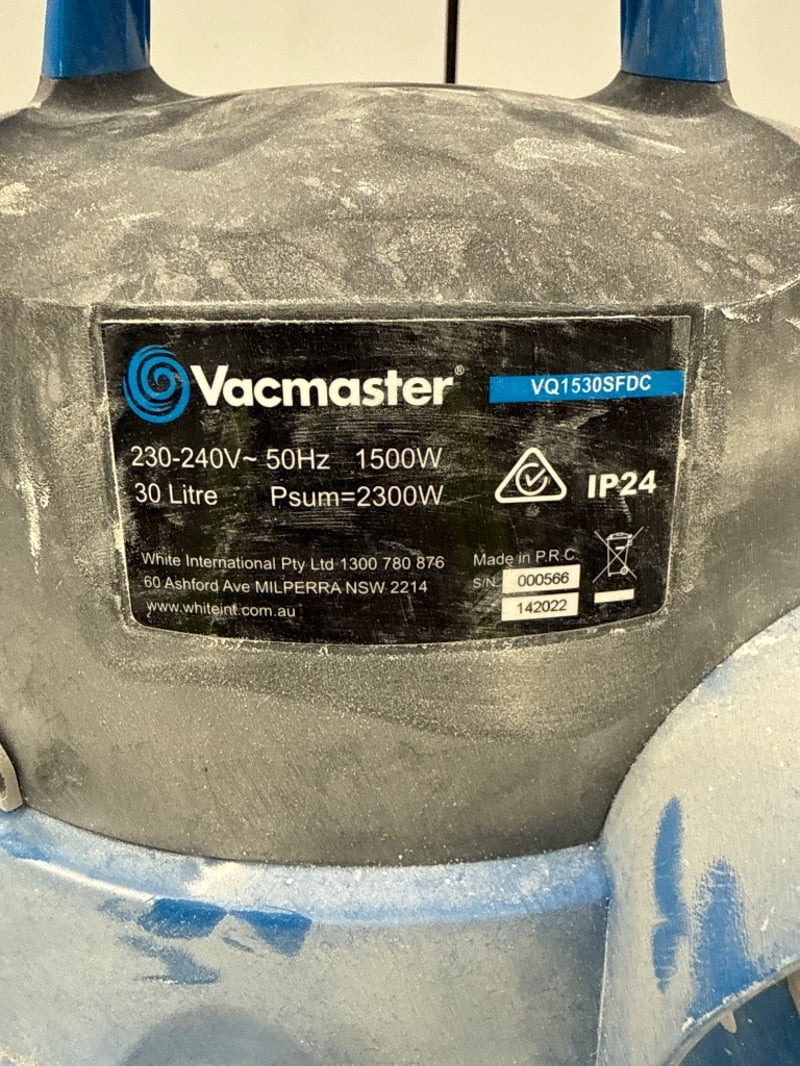 Vacmaster® VQ1530SFDC
230-240V~ 50Hz 1500W
30 Litre Psum=2300W IP24
White International Pty Ltd 1300 780 876
60 Ashford Ave MILPERRA NSW 2214
www.whiteint.com.au
Made in P.R.C.
S/N 000566
142022